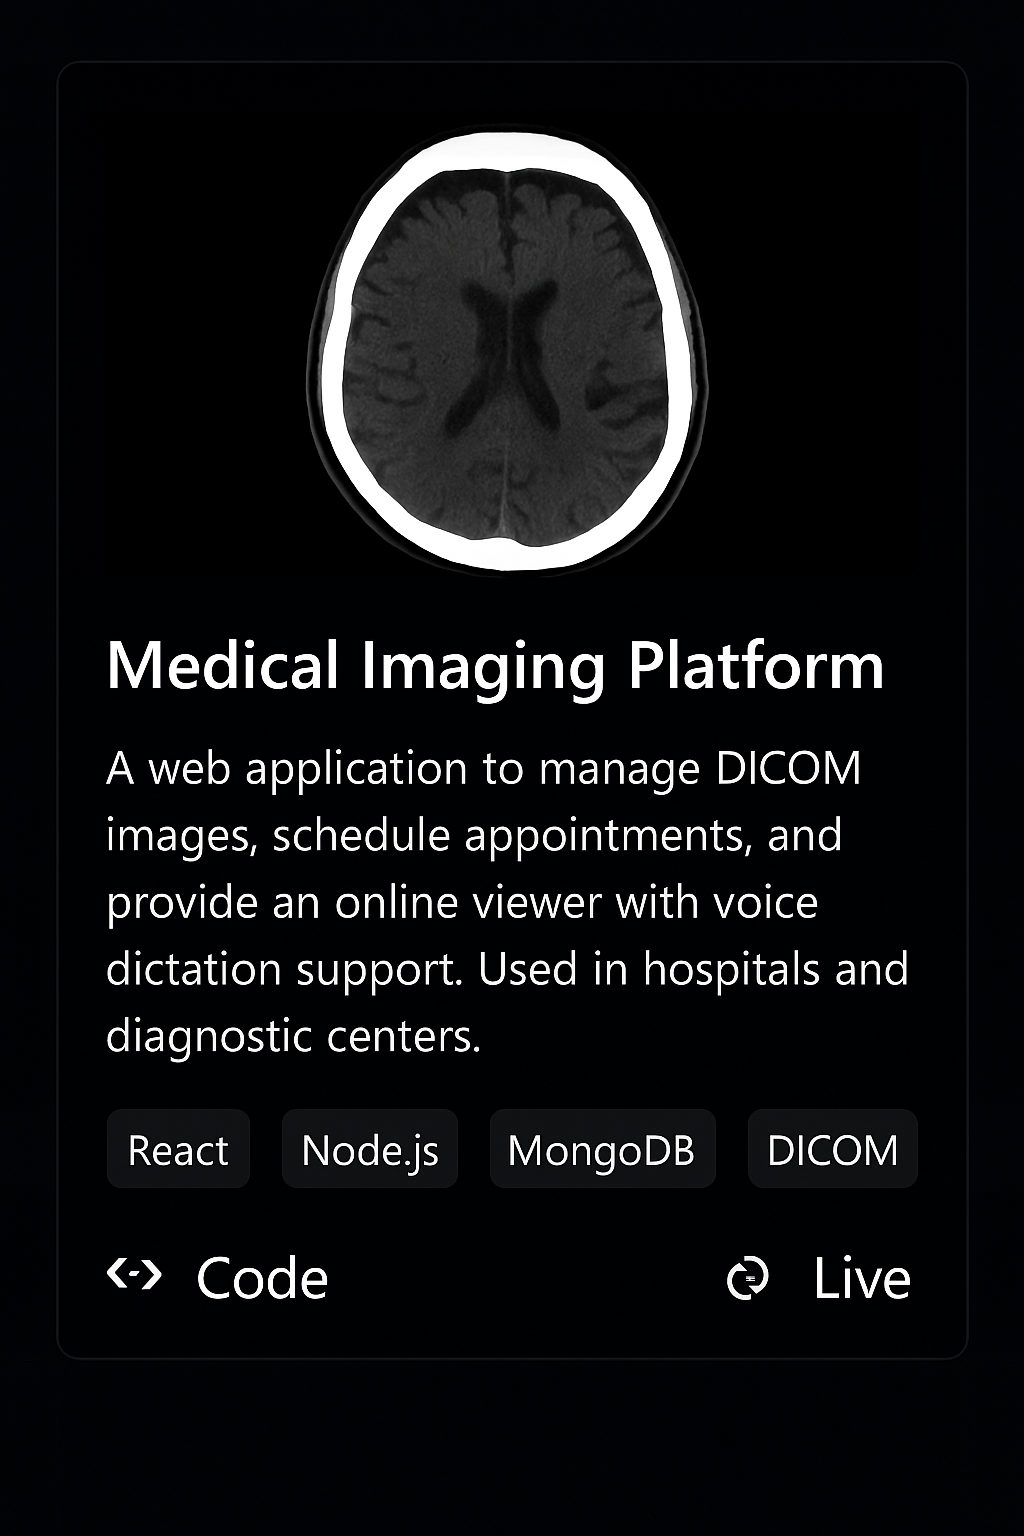 Medical Imaging Platform
A web application to manage DICOM
images, schedule appointments, and
provide an online viewer with voice
dictation support. Used in hospitals and
diagnostic centers.
React Node.js MongoDB DICOM
Code Live